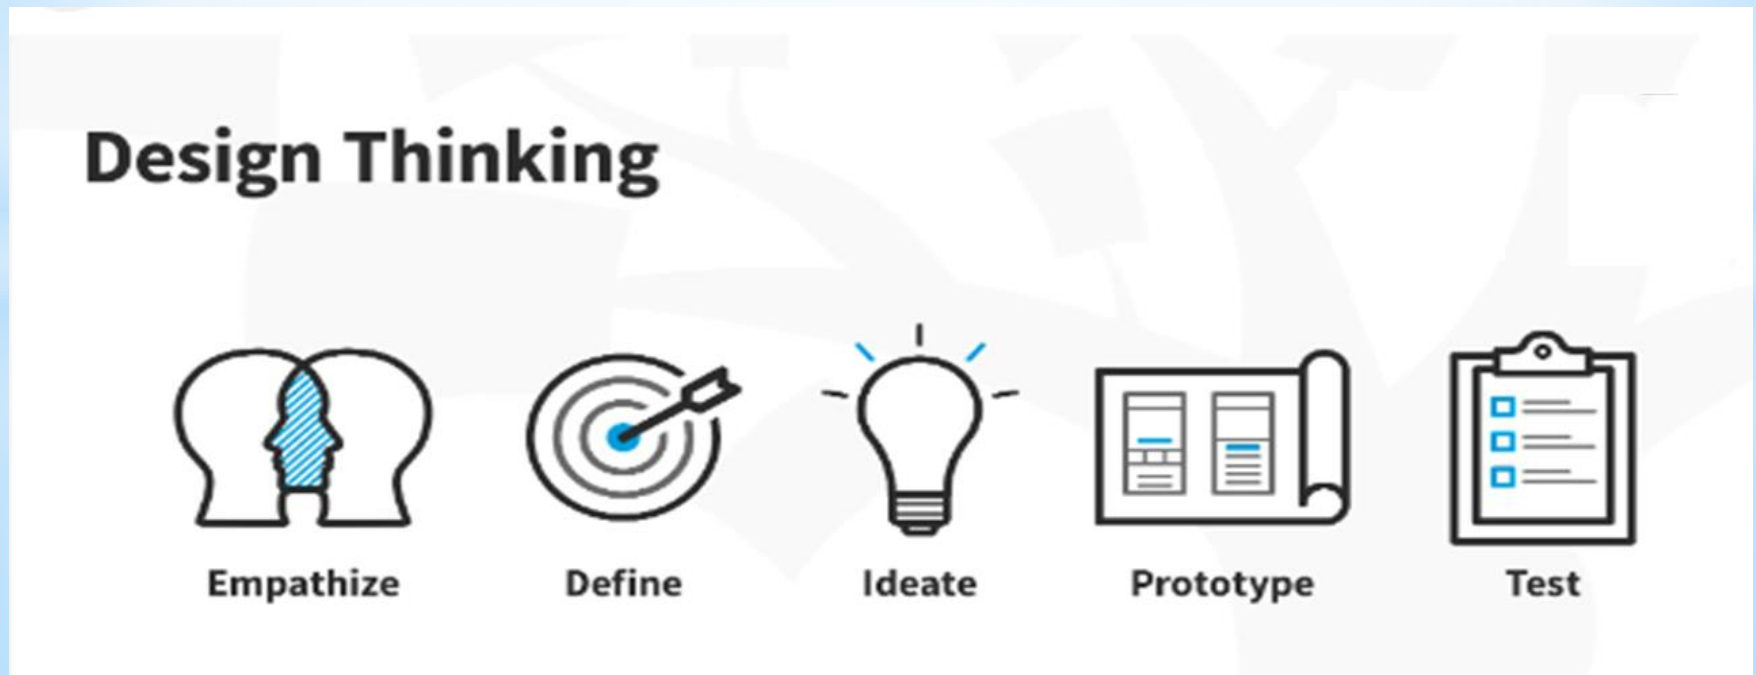 Design Thinking
Empathize
Define
Ideate
Prototype
Test